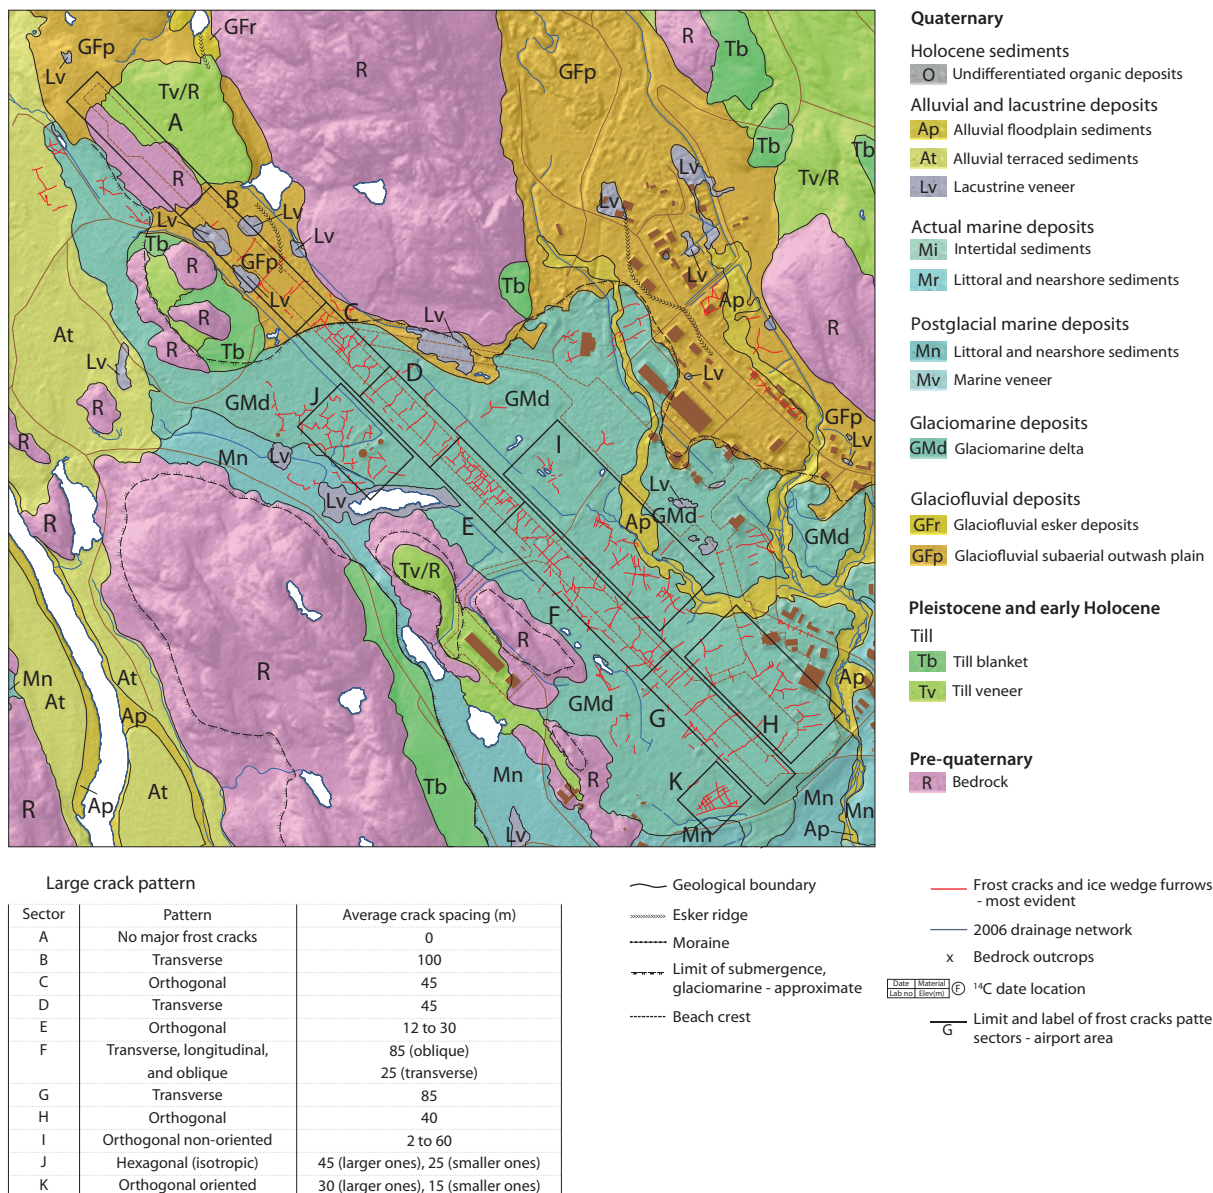 GFr
GFp
Lv
R
R
Tb
GFp
Tv/R
A
Tb
Tb
Lv
Tv/R
R
B
Lv
Lv
Lv
Lv
Tb
R
GFp
Lv
Tb
Ap
R
R
C
Lv
At
R
Tb
D
Lv
Lv
GMd
J
GMd
R
GFp
R
Mn
Lv
I
Lv
Lv
Lv
R
E
Ap
GMd
GMd
Tv/R
F
R
R
Mn
At
At
Ap
GMd
G
H
Ap
Mn
Tb
R
K
Mn
Ap
At
R
Lv
Mn
Mn
Ap
Quaternary
Holocene sediments
O Undifferentiated organic deposits
Alluvial and lacustrine deposits
Ap Alluvial floodplain sediments
At Alluvial terraced sediments
Lv Lacustrine veneer
Actual marine deposits
Mi Intertidal sediments
Mr Littoral and nearshore sediments
Postglacial marine deposits
Mn Littoral and nearshore sediments
Mv Marine veneer
Glaciomarine deposits
GMd Glaciomarine delta
Glaciofluvial deposits
GFr Glaciofluvial esker deposits
GFp Glaciofluvial subaerial outwash plain
Pleistocene and early Holocene
Till
Tb Till blanket
Tv Till veneer
Pre-quaternary
R Bedrock
Large crack pattern
Sector Pattern Average crack spacing (m)
A No major frost cracks 0
B Transverse 100
C Orthogonal 45
D Transverse 45
E Orthogonal 12 to 30
F Transverse, longitudinal, 85 (oblique)
and oblique 25 (transverse)
G Transverse 85
H Orthogonal 40
I Orthogonal non-oriented 2 to 60
J Hexagonal (isotropic) 45 (larger ones), 25 (smaller ones)
K Orthogonal oriented 30 (larger ones), 15 (smaller ones)
Geological boundary
Esker ridge
Moraine
Limit of submergence,
glaciomarine - approximate
Beach crest
Frost cracks and ice wedge furrows
- most evident
2006 drainage network
x Bedrock outcrops
Date Material
Lab no Elev(m)
F 14C date location
G Limit and label of frost cracks patte
sectors - airport area